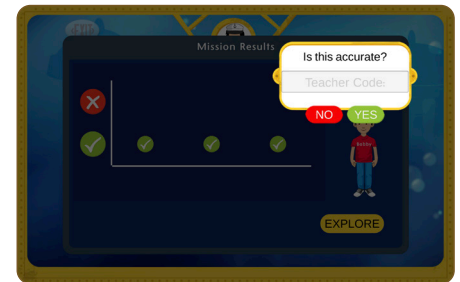 Mission Results
Is this accurate?
Teacher Code:
NO
YES
EXPLORE